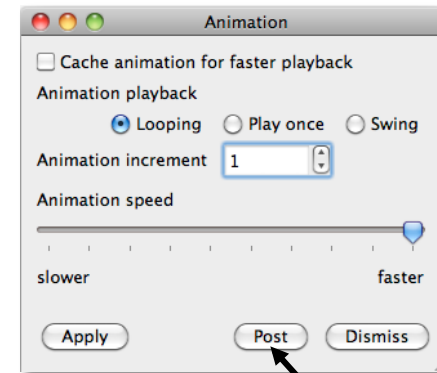 Animation
Cache animation for faster playback
Animation playback
Looping Play once Swing
Animation increment 1
Animation speed
slower faster
Apply Post Dismiss